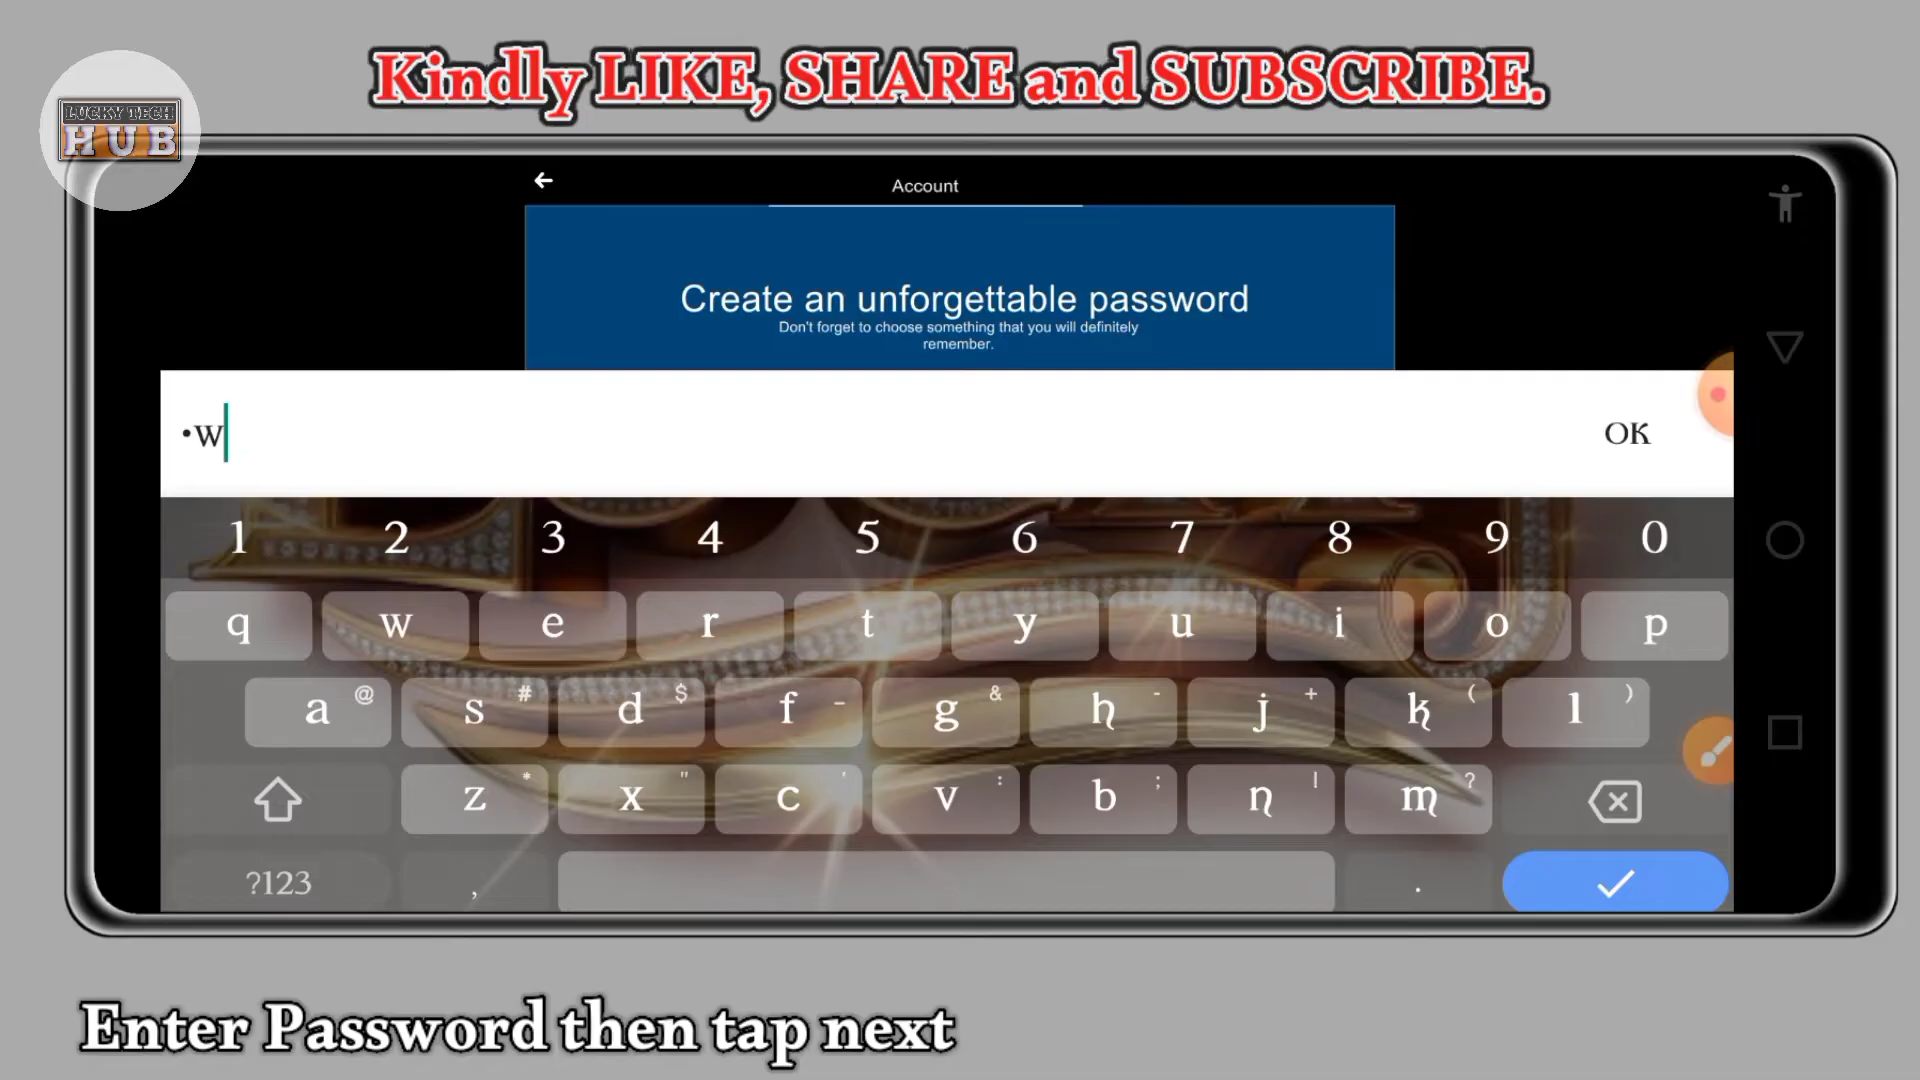 Kindly LIKE, SHARE and SUBSCRIBE.
LUCKY TECH
HUB
Account
Create an unforgettable password
Don't forget to choose something that you will definitely
remember.
•w
OK
1 2 3 4 5 6 7 8 9 0
q w e r t y u i o p
a @ s # d $ f _ g & h - j + k ( l )
z * x " c ' v : b ; n ! m ?
?123 , .
Enter Password then tap next